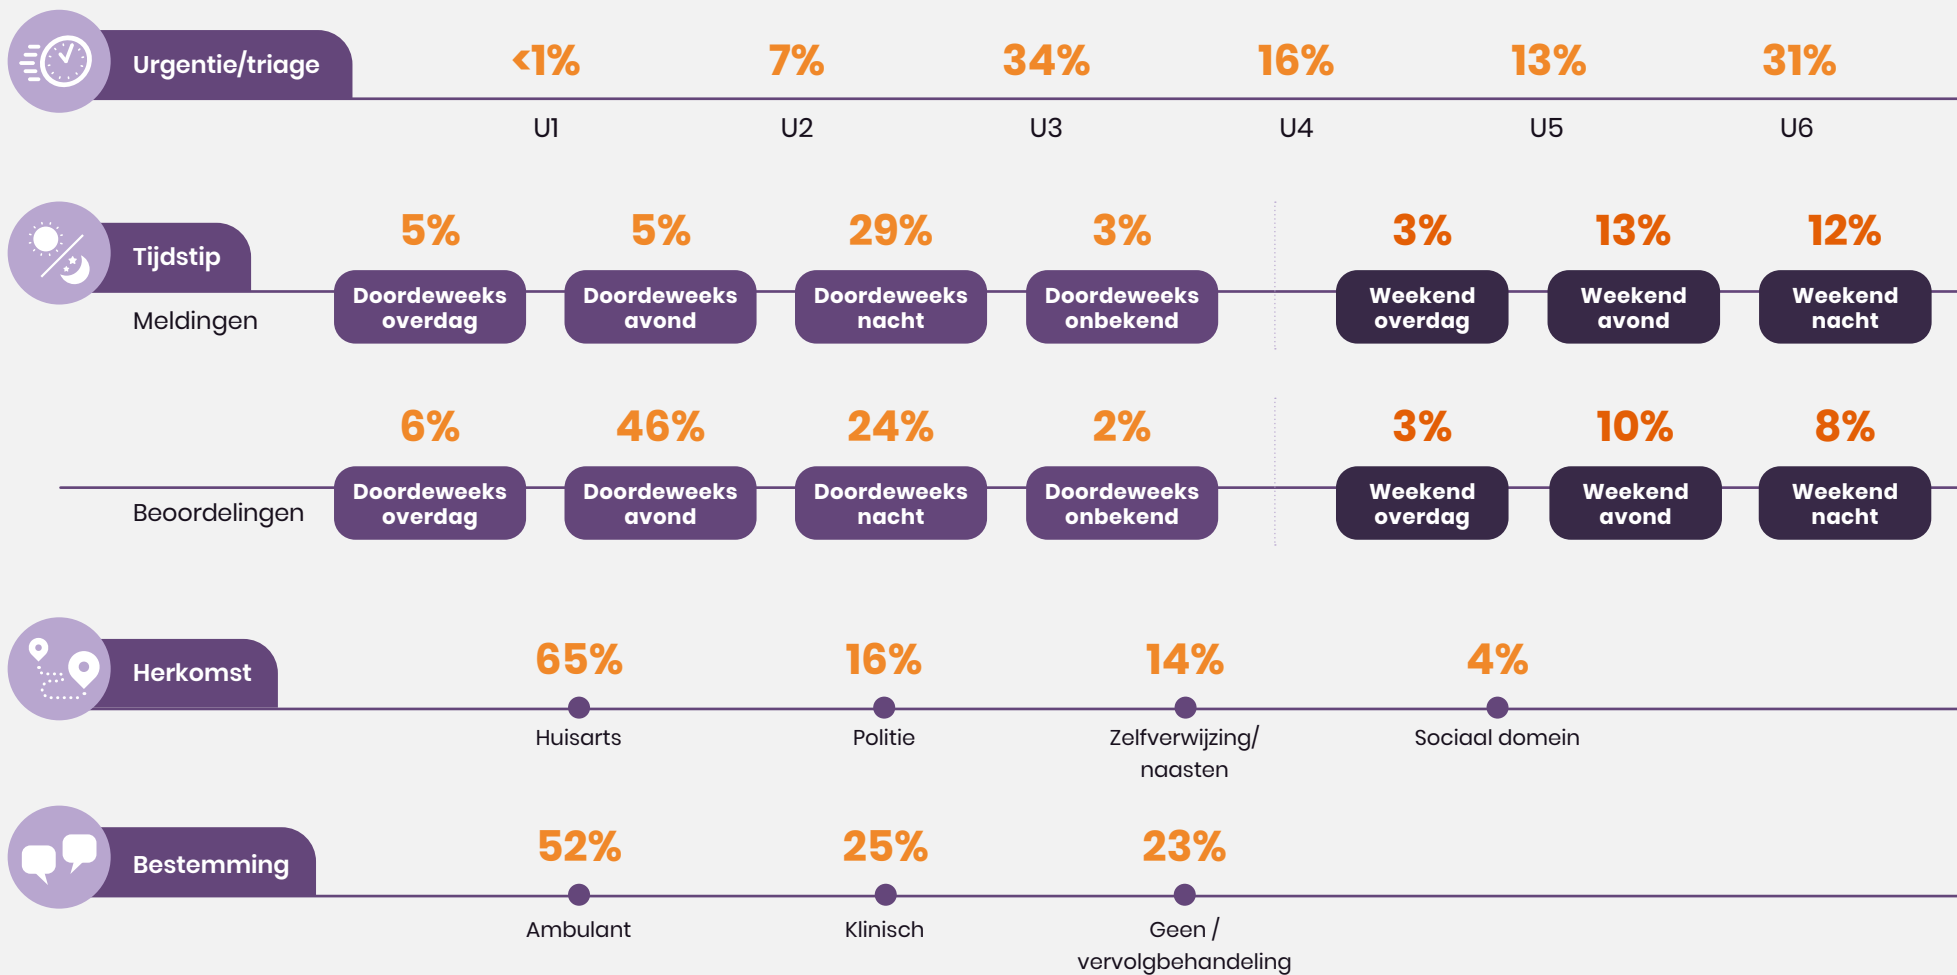 Urgentie/triage
<1% 7% 34% 16% 13% 31%
U1 U2 U3 U4 U5 U6
Tijdstip
5% 5% 29% 3% 3% 13% 12%
Meldingen
Doordeweeks overdag
Doordeweeks avond
Doordeweeks nacht
Doordeweeks onbekend
Weekend overdag
Weekend avond
Weekend nacht
6% 46% 24% 2% 3% 10% 8%
Beoordelingen
Doordeweeks overdag
Doordeweeks avond
Doordeweeks nacht
Doordeweeks onbekend
Weekend overdag
Weekend avond
Weekend nacht
Herkomst
65% 16% 14% 4%
Huisarts
Politie
Zelfverwijzing/
naasten
Sociaal domein
Bestemming
52% 25% 23%
Ambulant
Klinisch
Geen /
vervolgbehandeling